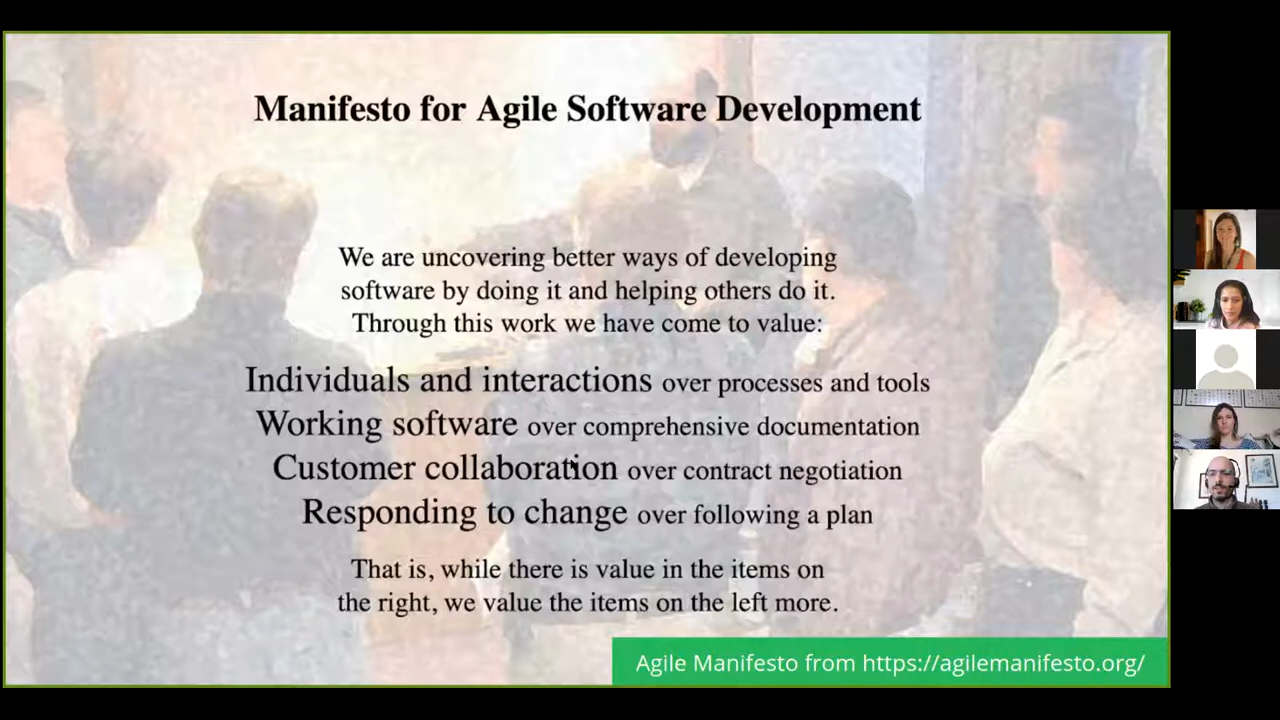 Manifesto for Agile Software Development
We are uncovering better ways of developing
software by doing it and helping others do it.
Through this work we have come to value:
Individuals and interactions over processes and tools
Working software over comprehensive documentation
Customer collaboration over contract negotiation
Responding to change over following a plan
That is, while there is value in the items on
the right, we value the items on the left more.
Agile Manifesto from https://agilemanifesto.org/